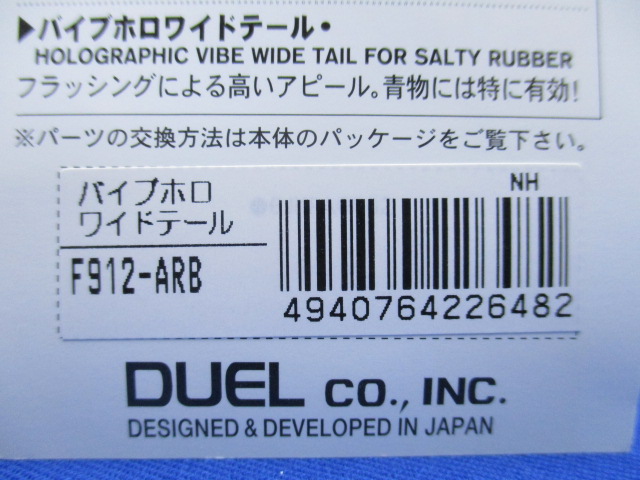 ▶バイブホロワイドテール・
HOLOGRAPHIC VIBE WIDE TAIL FOR SALTY RUBBER
フラッシングによる高いアピール。青物には特に有効!
※パーツの交換方法は本体のパッケージをご覧下さい。
バイブホロ
ワイドテール
F912-ARB
NH
4940764226482
DUEL CO., INC.
DESIGNED & DEVELOPED IN JAPAN